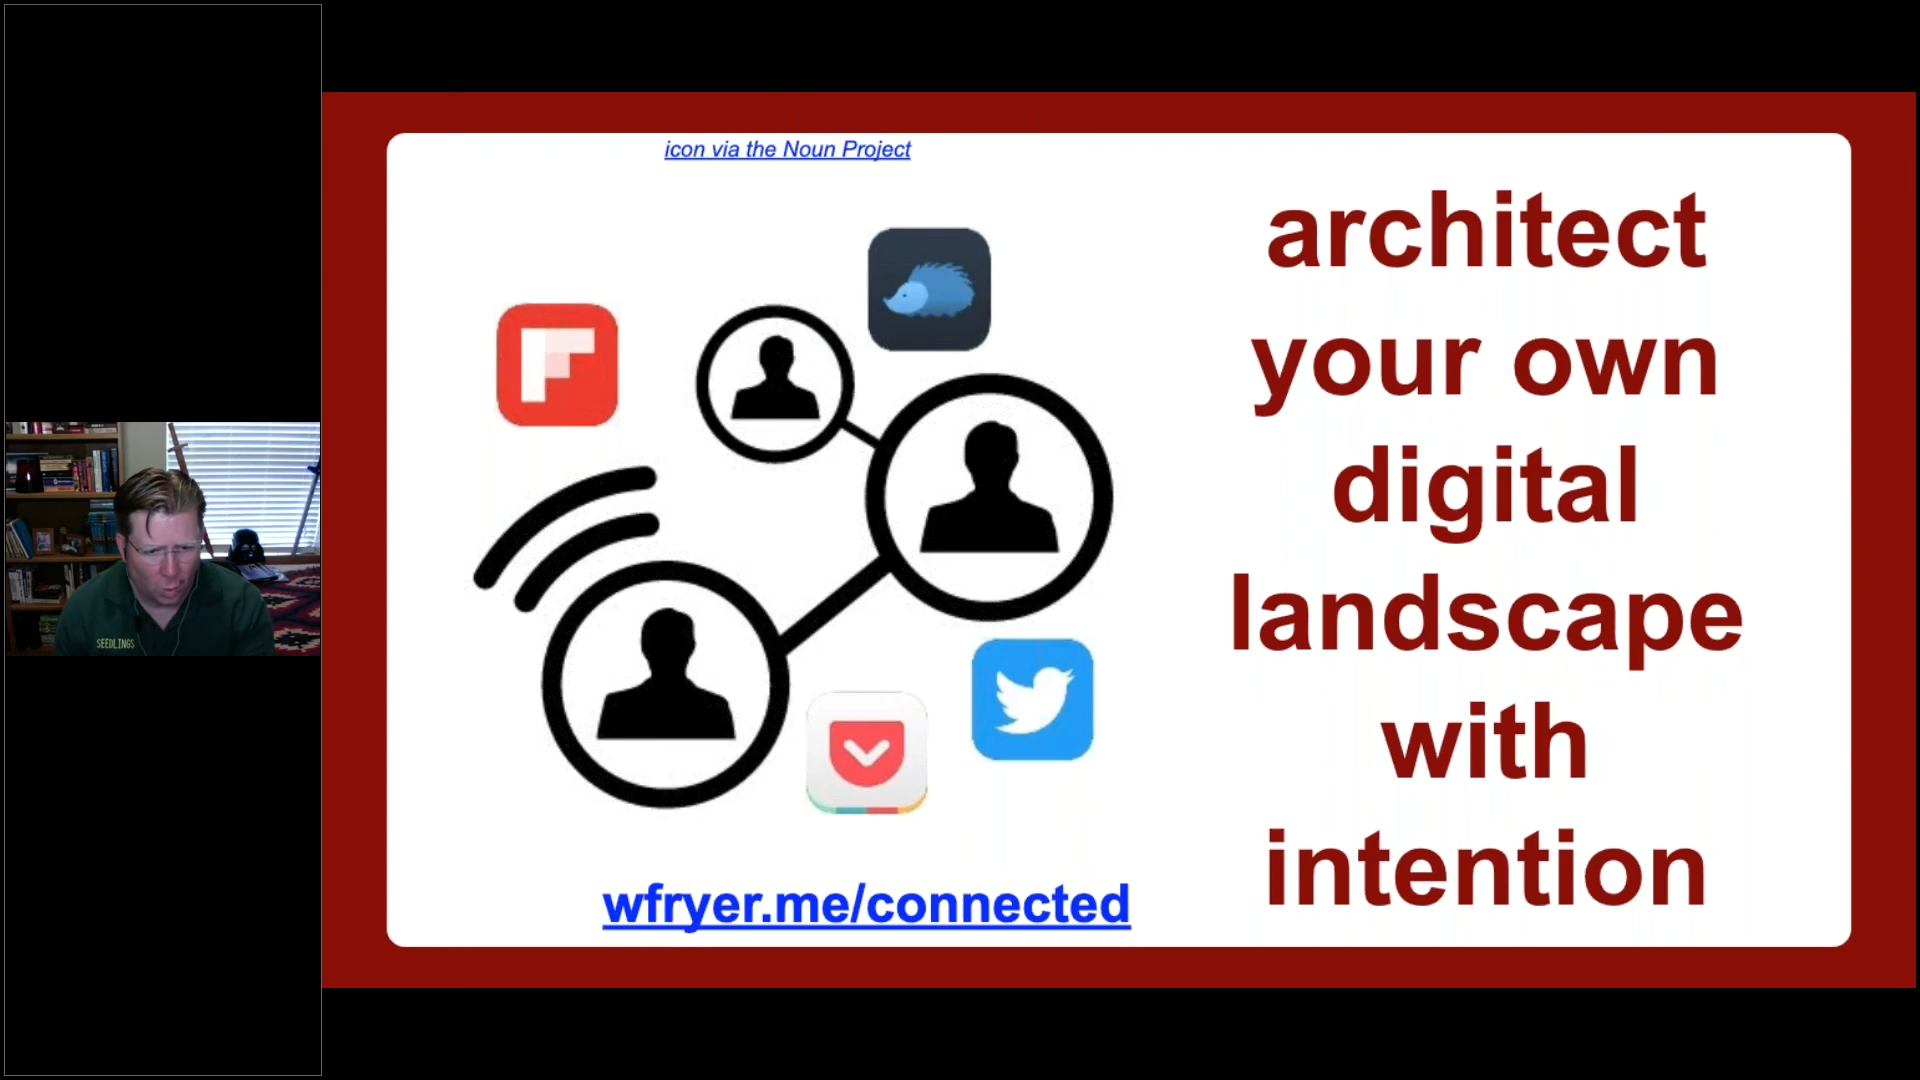 icon via the Noun Project
architect
your own
digital
landscape
with
intention
wfryer.me/connected
SEEDLINGS